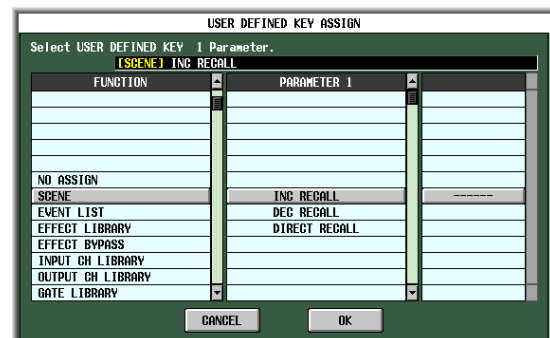 USER DEFINED KEY ASSIGN
Select USER DEFINED KEY 1 Parameter.
[SCENE] INC RECALL
FUNCTION PARAMETER 1
NO ASSIGN
SCENE INC RECALL ------
EVENT LIST DEC RECALL
EFFECT LIBRARY DIRECT RECALL
EFFECT BYPASS
INPUT CH LIBRARY
OUTPUT CH LIBRARY
GATE LIBRARY
CANCEL OK